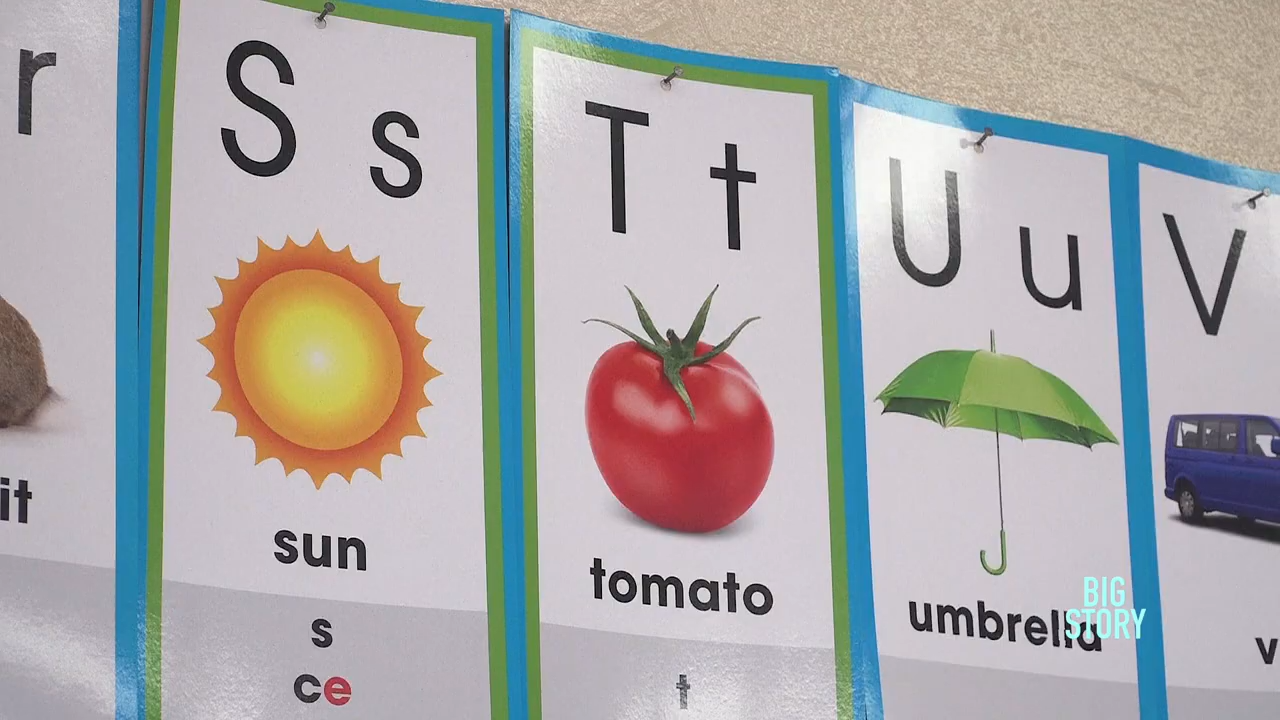 r
it
S s
sun
s
ce
T t
tomato
t
U u
umbrella
V
v
BIG
STORY